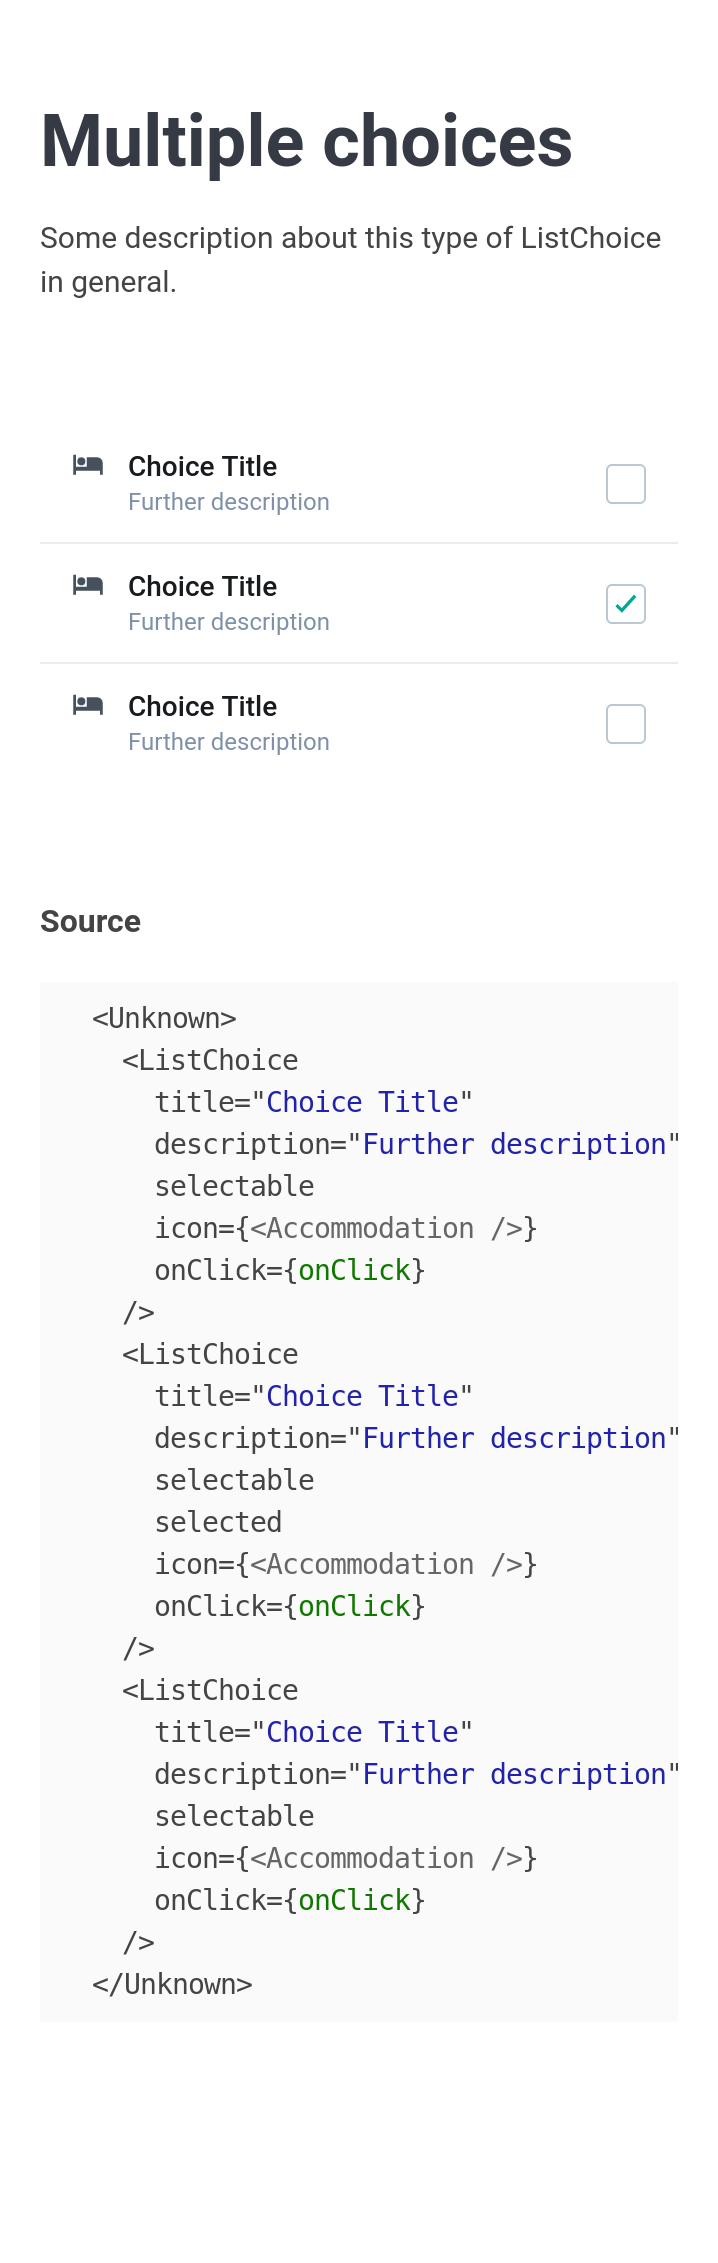 Multiple choices
Some description about this type of ListChoice
in general.
Choice Title
Further description
Choice Title
Further description
Choice Title
Further description
Source
<Unknown>
<ListChoice
title="Choice Title"
description="Further description"
selectable
icon={<Accommodation />}
onClick={onClick}
/>
<ListChoice
title="Choice Title"
description="Further description"
selectable
selected
icon={<Accommodation />}
onClick={onClick}
/>
<ListChoice
title="Choice Title"
description="Further description"
selectable
icon={<Accommodation />}
onClick={onClick}
/>
</Unknown>